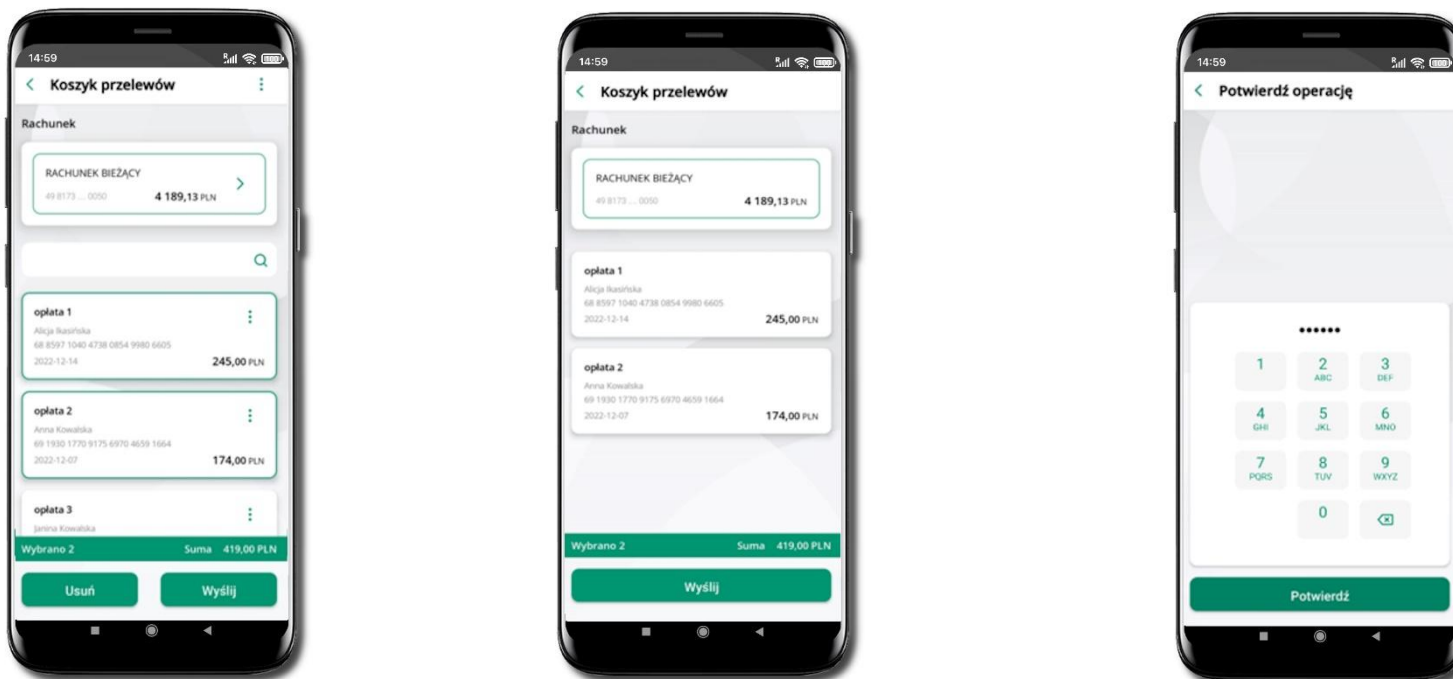 14:59
Koszyk przelewów
Rachunek
RACHUNEK BIEŻĄCY
49 8173 ... 0050 4 189,13 PLN
opłata 1
Alicja Ikasińska
68 8597 1040 4738 0854 9980 6605
2022-12-14 245,00 PLN
opłata 2
Anna Kowalska
69 1930 1770 9175 6970 4659 1664
2022-12-07 174,00 PLN
opłata 3
Janina Kowalska
Wybrano 2 Suma 419,00 PLN
Usuń Wyślij
14:59
Koszyk przelewów
Rachunek
RACHUNEK BIEŻĄCY
49 8173 ... 0050 4 189,13 PLN
opłata 1
Alicja Ikasińska
68 8597 1040 4738 0854 9980 6605
2022-12-14 245,00 PLN
opłata 2
Anna Kowalska
69 1930 1770 9175 6970 4659 1664
2022-12-07 174,00 PLN
Wybrano 2 Suma 419,00 PLN
Wyślij
14:59
Potwierdź operację
1 2 3
ABC DEF
4 5 6
GHI JKL MNO
7 8 9
PQRS TUV WXYZ
0
Potwierdź